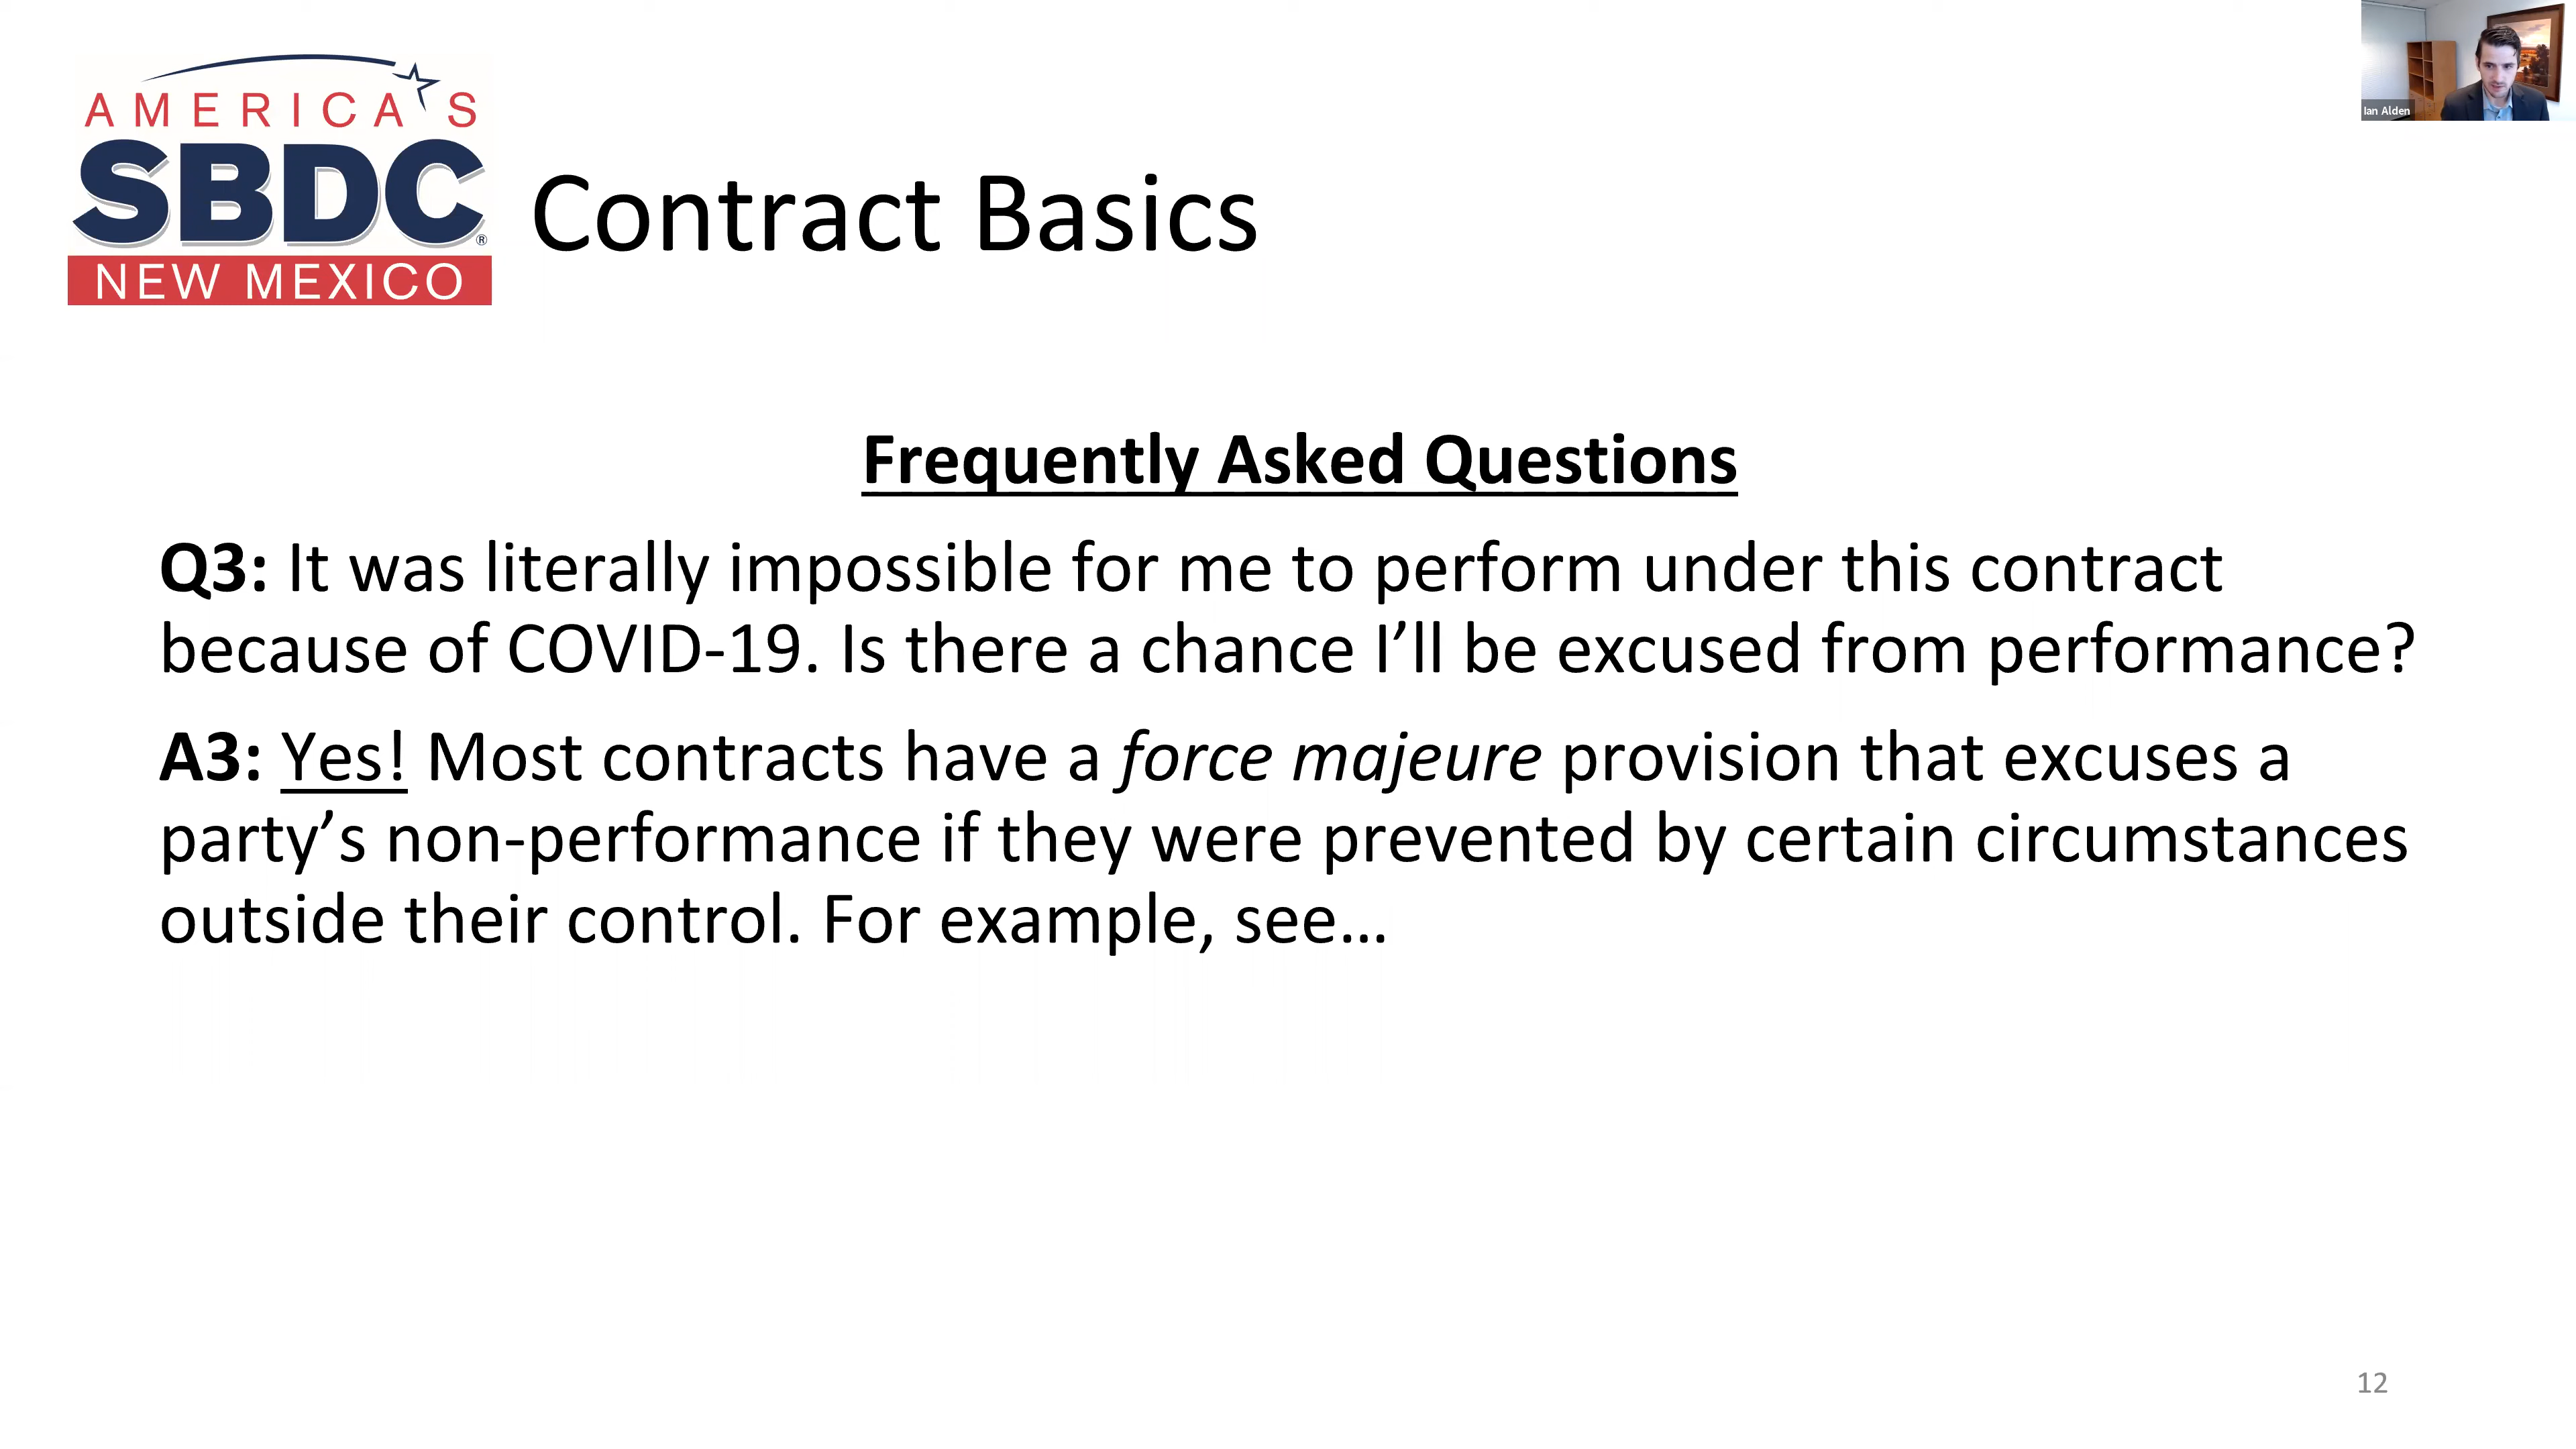 Ian Alden
AMERICA'S
SBDC®
NEW MEXICO
Contract Basics
Frequently Asked Questions
Q3: It was literally impossible for me to perform under this contract
because of COVID-19. Is there a chance I’ll be excused from performance?
A3: Yes! Most contracts have a force majeure provision that excuses a
party’s non-performance if they were prevented by certain circumstances
outside their control. For example, see…
12